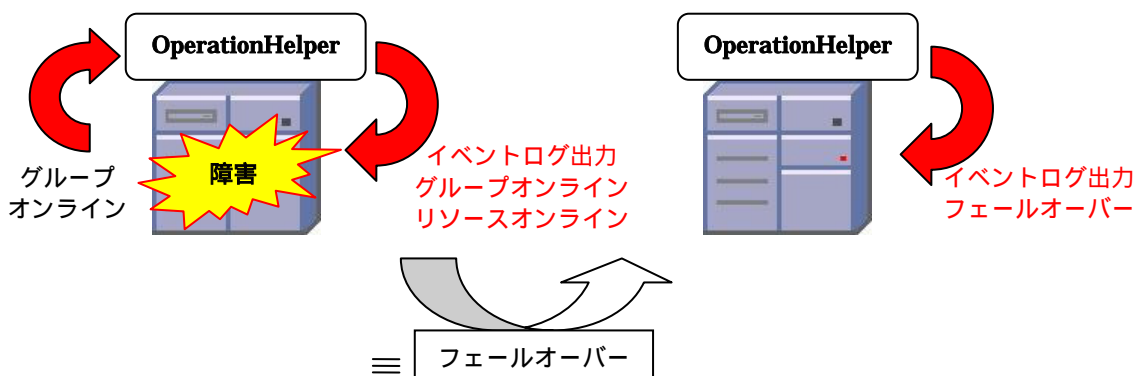 OperationHelper
OperationHelper
障害
グループ
オンライン
イベントログ出力
グループオンライン
リソースオンライン
イベントログ出力
フェールオーバー
フェールオーバー